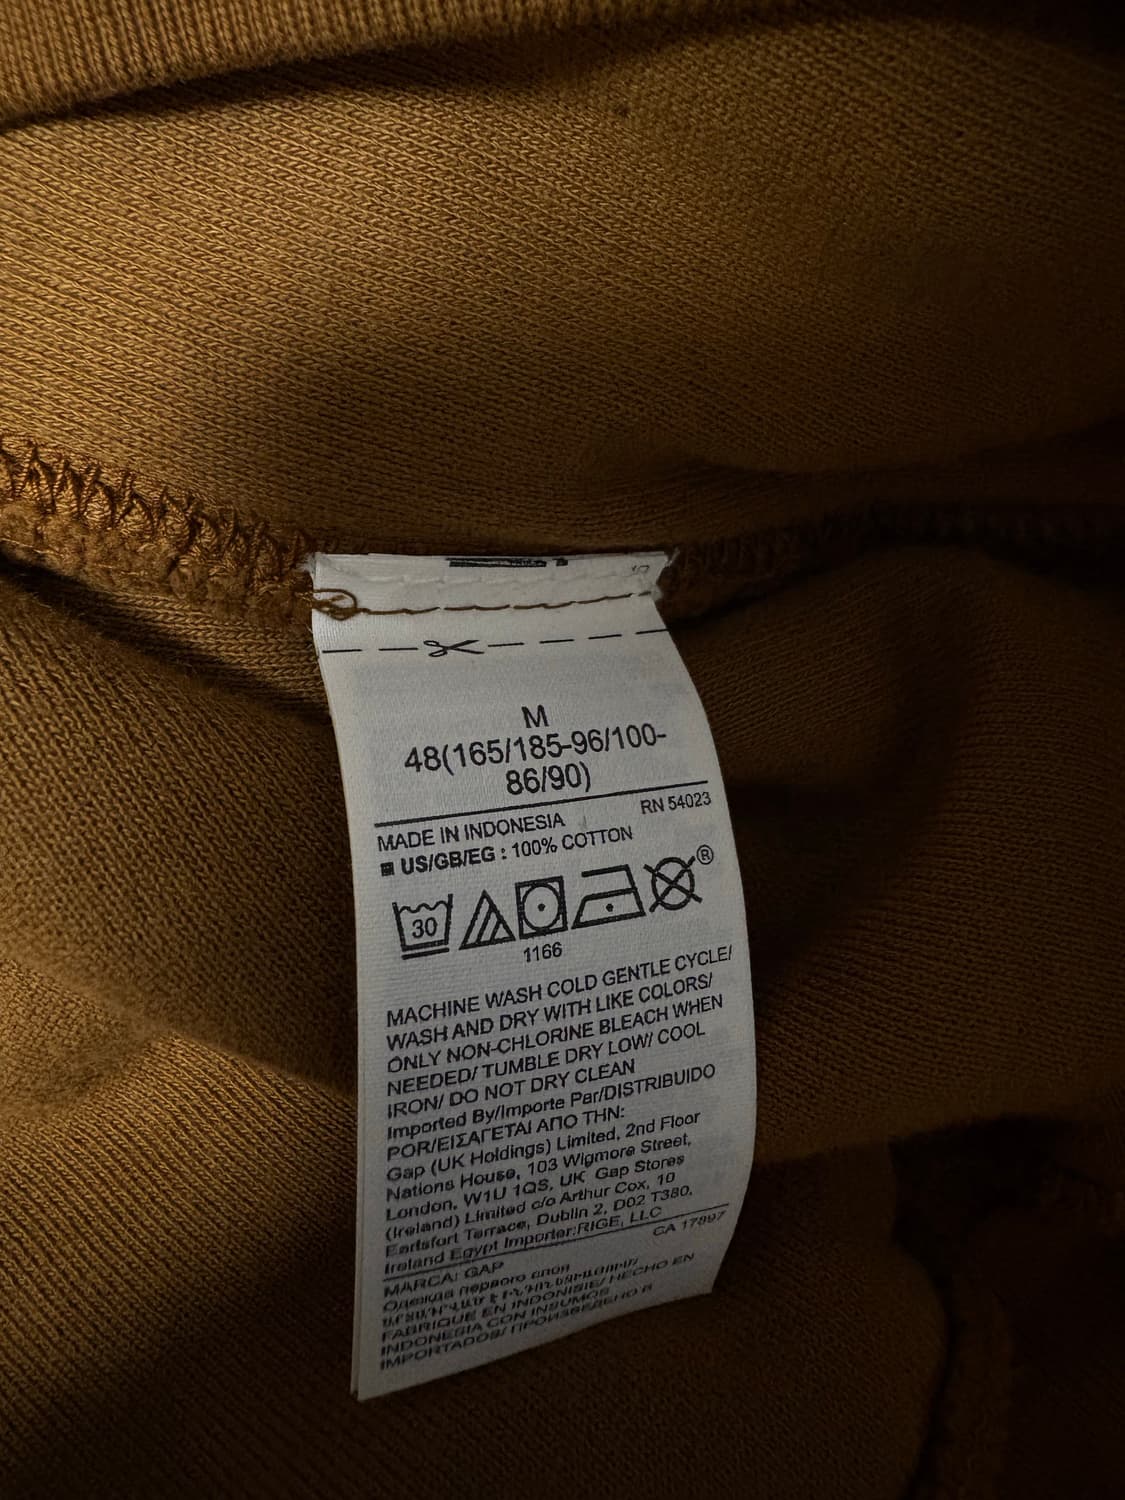 M
48(165/185-96/100-
86/90)
RN 54023
MADE IN INDONESIA
US/GB/EG : 100% COTTON
®
30
1166
MACHINE WASH COLD GENTLE CYCLE/
WASH AND DRY WITH LIKE COLORS/
ONLY NON-CHLORINE BLEACH WHEN
NEEDED/ TUMBLE DRY LOW/ COOL
IRON/ DO NOT DRY CLEAN
Imported By/Importe Par/DISTRIBUIDO
POR/ΕΙΣΑΓΕΤΑΙ ΑΠΟ ΤΗΝ:
Gap (UK Holdings) Limited, 2nd Floor
Nations House, 103 Wigmore Street,
London, W1U 1QS, UK Gap Stores
(Ireland) Limited c/o Arthur Cox, 10
Earlsfort Terrace, Dublin 2, D02 T380,
Ireland Egypt Importer:RIGE, LLC
CA 17897
MARCA: GAP
Одежда первого слоя
FABRIQUÉ EN INDONÉSIE/ HECHO EN
INDONESIA CON INSUMOS
IMPORTADOS/ ПРОИЗВЕДЕНО В